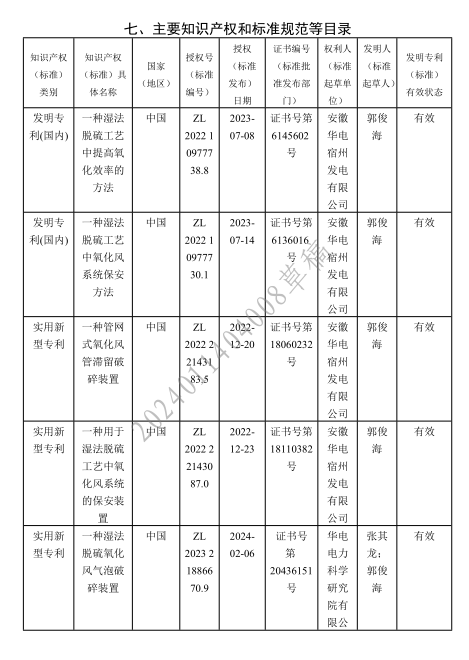 七、主要知识产权和标准规范等目录
知识产权（标准）类别 知识产权（标准）具体名称 国家（地区） 授权号（标准编号） 授权（标准发布）日期 证书编号（标准批准发布部门） 权利人（标准起草单位） 发明人（标准起草人） 发明专利（标准）有效状态
发明专利(国内) 一种湿法脱硫工艺中提高氧化效率的方法 中国 ZL 2022 1 10977738.8 2023-07-08 证书号第6145602号 安徽华电宿州发电有限公司 郭俊海 有效
发明专利(国内) 一种湿法脱硫工艺中氧化风系统保安方法 中国 ZL 2022 1 10977730.1 2023-07-14 证书号第6136016号 安徽华电宿州发电有限公司 郭俊海 有效
实用新型专利 一种管网式氧化风管滞留破碎装置 中国 ZL 2022 2 2143183.5 2022-12-20 证书号第18060232号 安徽华电宿州发电有限公司 郭俊海 有效
实用新型专利 一种用于湿法脱硫工艺中氧化风系统的保安装置 中国 ZL 2022 2 2143087.0 2022-12-23 证书号第18110382号 安徽华电宿州发电有限公司 郭俊海 有效
实用新型专利 一种湿法脱硫氧化风气泡破碎装置 中国 ZL 2023 2 1886670.9 2024-02-06 证书号第20436151号 华电电力科学研究院有限公 张其龙；郭俊海 有效